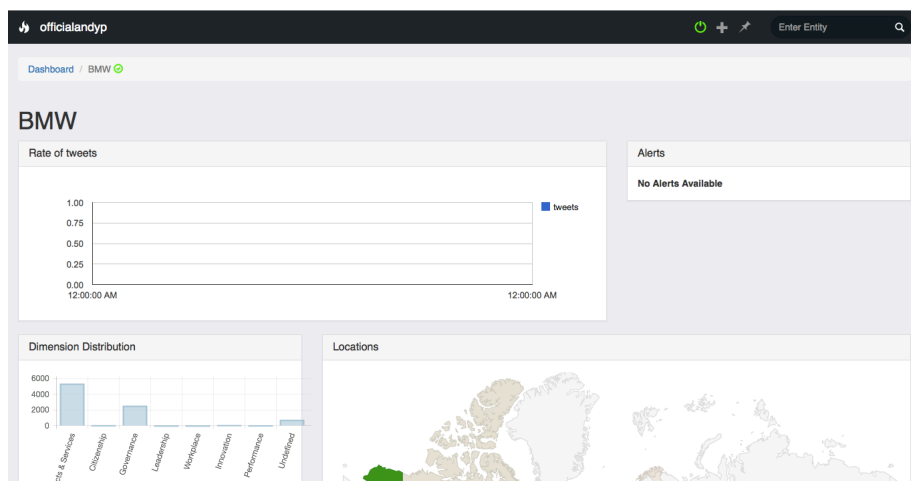 officialandyp
Enter Entity
Dashboard / BMW
BMW
Rate of tweets
1.00
0.75
0.50
0.25
0.00
12:00:00 AM
12:00:00 AM
tweets
Alerts
No Alerts Available
Dimension Distribution
6000
4000
2000
0
& Services
Citizenship
Governance
Leadership
Workplace
Innovation
Performance
Undefined
Locations